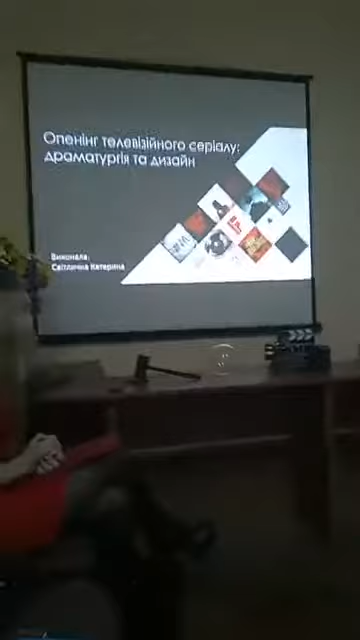 Опенінг телевізійного серіалу:
драматургія та дизайн
Виконала:
Світлична Катерина